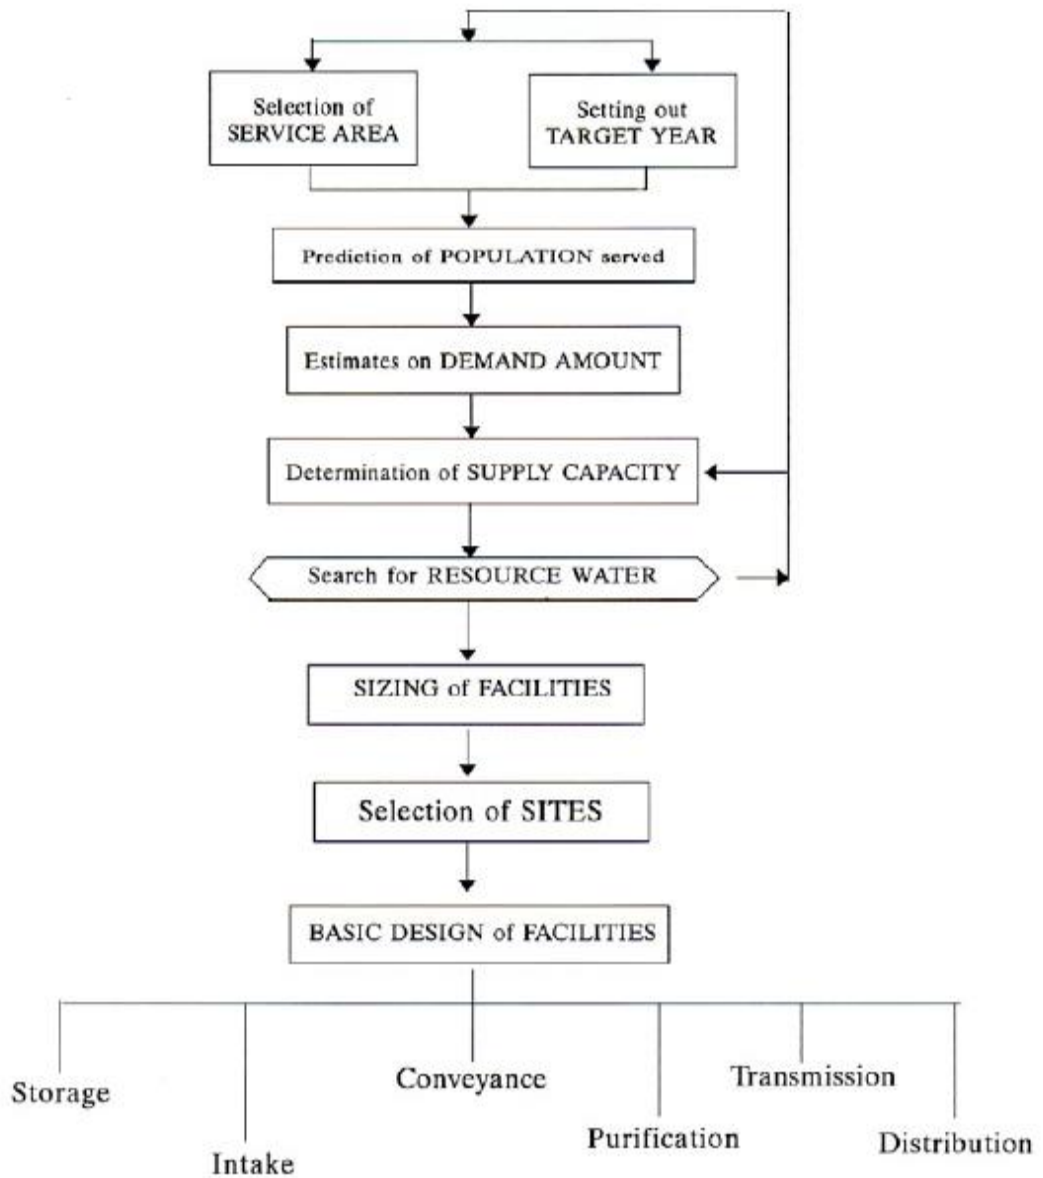 Selection of
SERVICE AREA
Setting out
TARGET YEAR
Prediction of POPULATION served
Estimates on DEMAND AMOUNT
Determination of SUPPLY CAPACITY
Search for RESOURCE WATER
SIZING of FACILITIES
Selection of SITES
BASIC DESIGN of FACILITIES
Storage
Intake
Conveyance
Purification
Transmission
Distribution